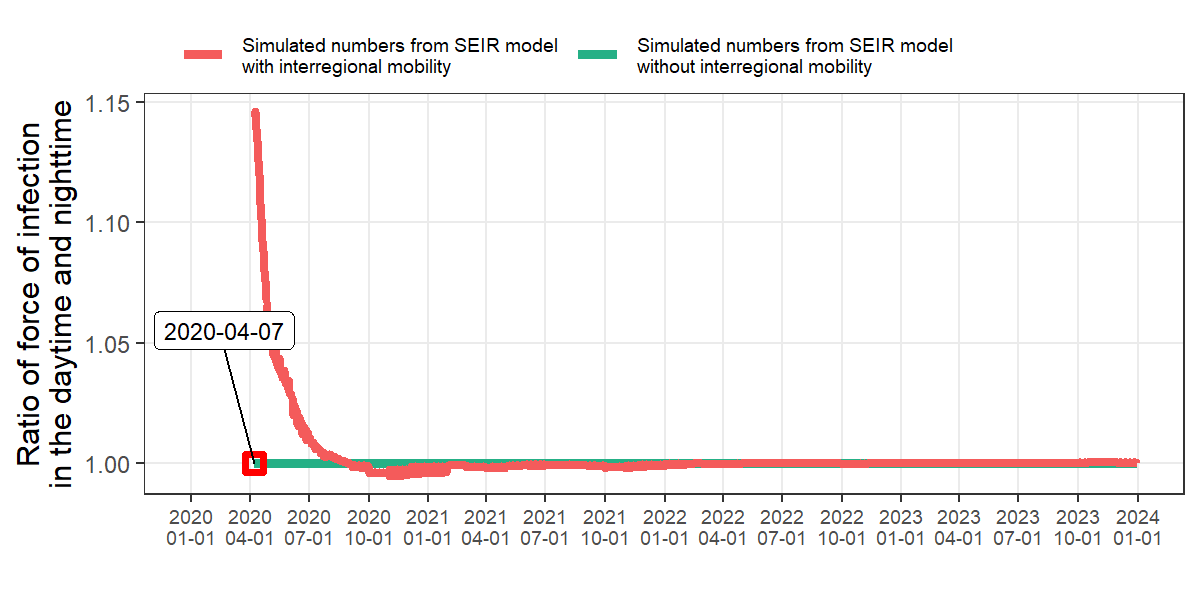 Simulated numbers from SEIR model
with interregional mobility
Simulated numbers from SEIR model
without interregional mobility
Ratio of force of infection
in the daytime and nighttime
1.15
1.10
1.05
1.00
2020-04-07
2020 2020 2020 2020 2021 2021 2021 2021 2022 2022 2022 2022 2023 2023 2023 2023 2024
01-01 04-01 07-01 10-01 01-01 04-01 07-01 10-01 01-01 04-01 07-01 10-01 01-01 04-01 07-01 10-01 01-01